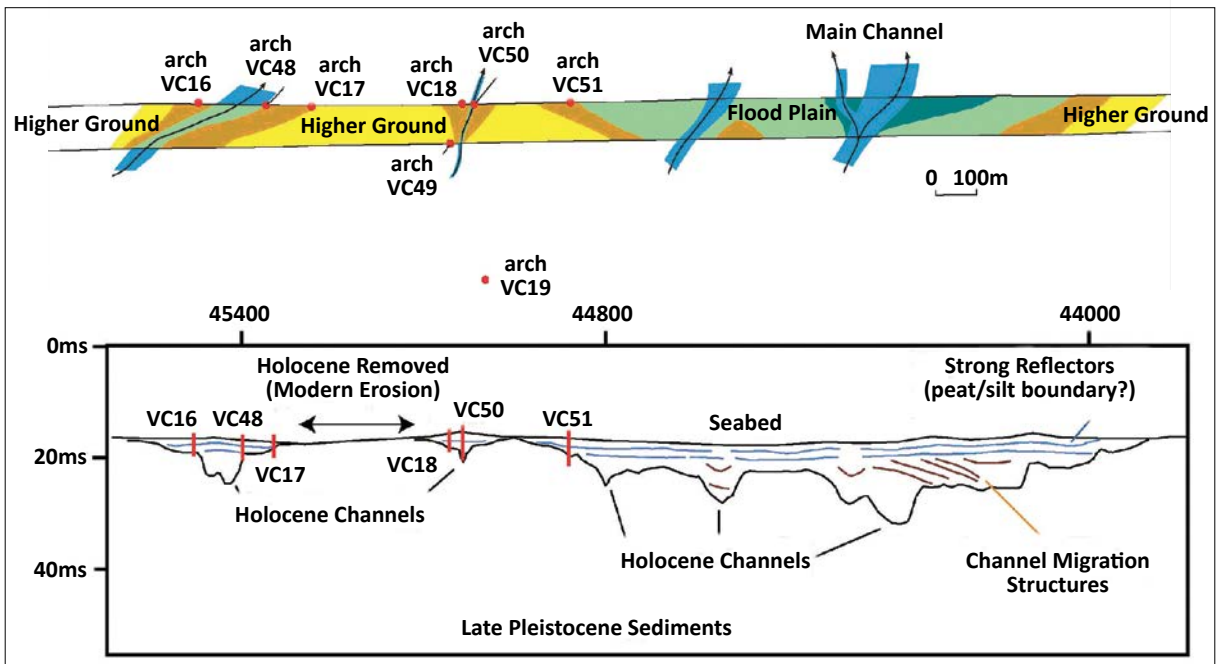 arch
VC16
arch
VC48
arch
VC17
arch
VC18
arch
VC50
arch
VC51
Main Channel
Higher Ground
Higher Ground
Flood Plain
Higher Ground
arch
VC49
0 100m
arch
VC19
45400
44800
44000
0ms
Holocene Removed
(Modern Erosion)
Strong Reflectors
(peat/silt boundary?)
VC16
VC48
VC50
VC51
Seabed
20ms
VC17
VC18
Holocene Channels
Holocene Channels
Channel Migration
Structures
40ms
Late Pleistocene Sediments